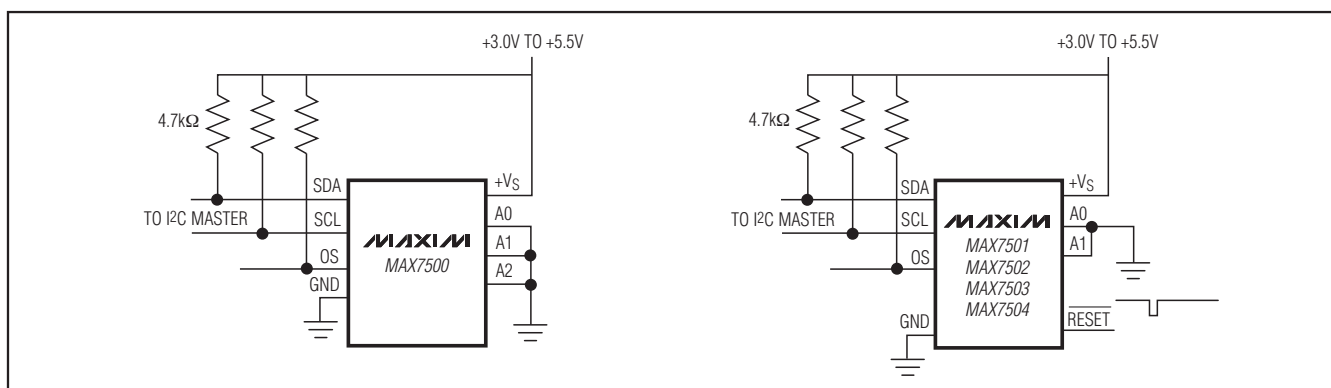 +3.0V TO +5.5V
4.7kΩ
SDA
+VS
TO I²C MASTER
SCL
A0
MAXIM
MAX7500
A1
OS
A2
GND
+3.0V TO +5.5V
4.7kΩ
SDA
+VS
TO I²C MASTER
SCL
A0
MAXIM
MAX7501
A1
MAX7502
OS
MAX7503
MAX7504
GND
RESET